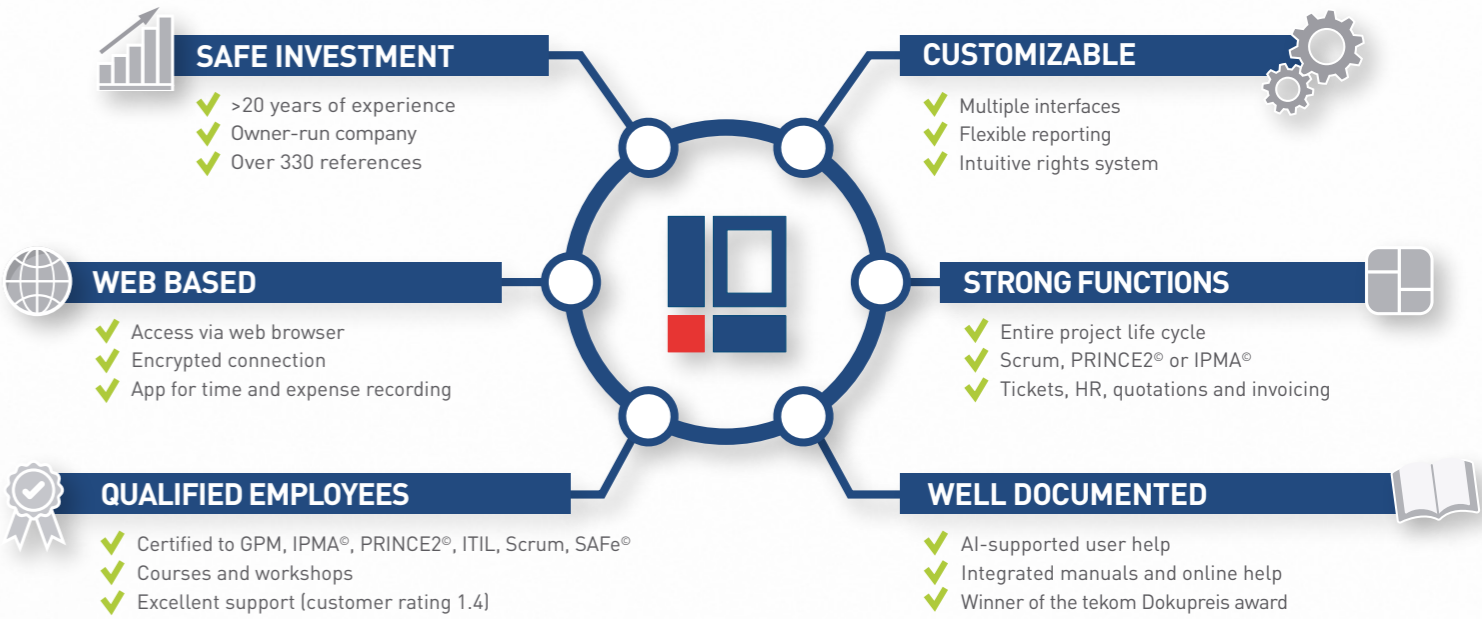 SAFE INVESTMENT
>20 years of experience
Owner-run company
Over 330 references
CUSTOMIZABLE
Multiple interfaces
Flexible reporting
Intuitive rights system
WEB BASED
Access via web browser
Encrypted connection
App for time and expense recording
STRONG FUNCTIONS
Entire project life cycle
Scrum, PRINCE2© or IPMA©
Tickets, HR, quotations and invoicing
QUALIFIED EMPLOYEES
Certified to GPM, IPMA©, PRINCE2©, ITIL, Scrum, SAFe©
Courses and workshops
Excellent support (customer rating 1.4)
WELL DOCUMENTED
AI-supported user help
Integrated manuals and online help
Winner of the tekom Dokupreis award